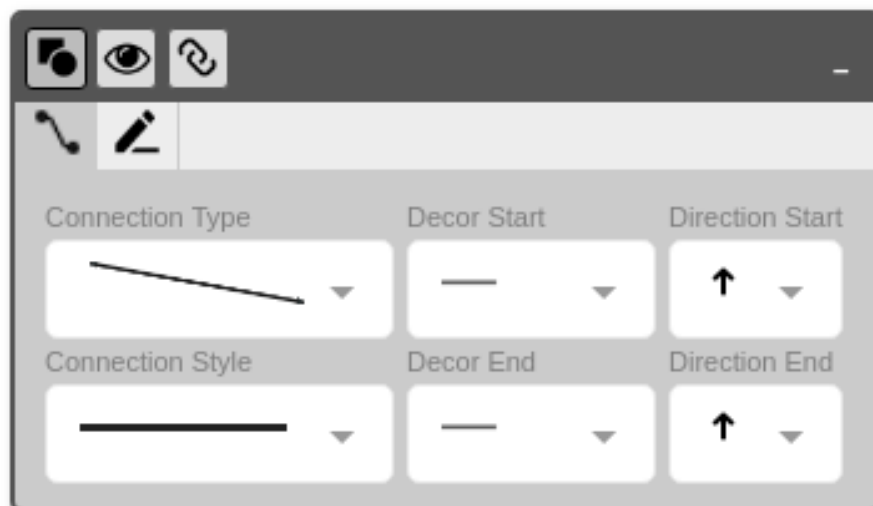 Connection Type
Decor Start
Direction Start
Connection Style
Decor End
Direction End